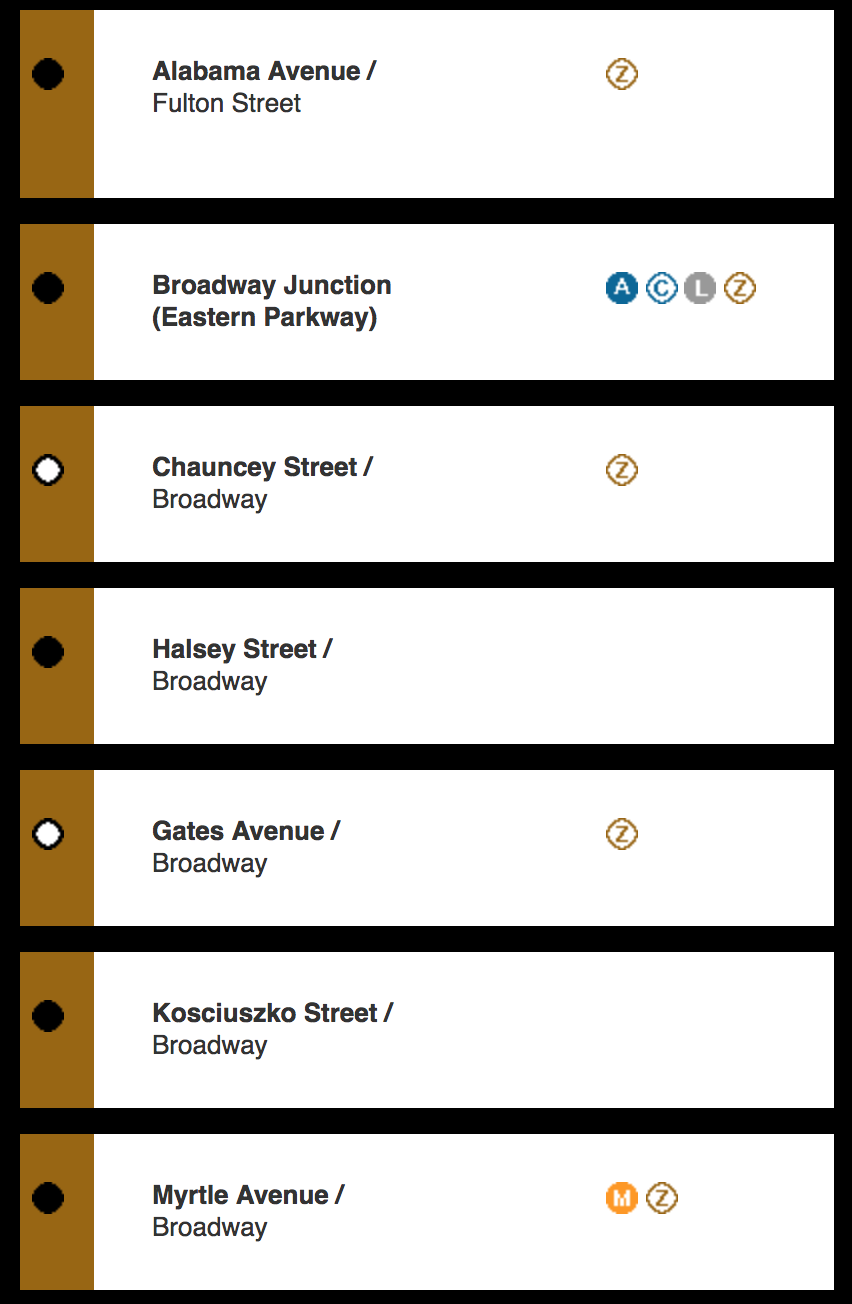 Alabama Avenue / Z
Fulton Street
Broadway Junction A C L Z
(Eastern Parkway)
Chauncey Street / Z
Broadway
Halsey Street /
Broadway
Gates Avenue / Z
Broadway
Kosciuszko Street /
Broadway
Myrtle Avenue / M Z
Broadway